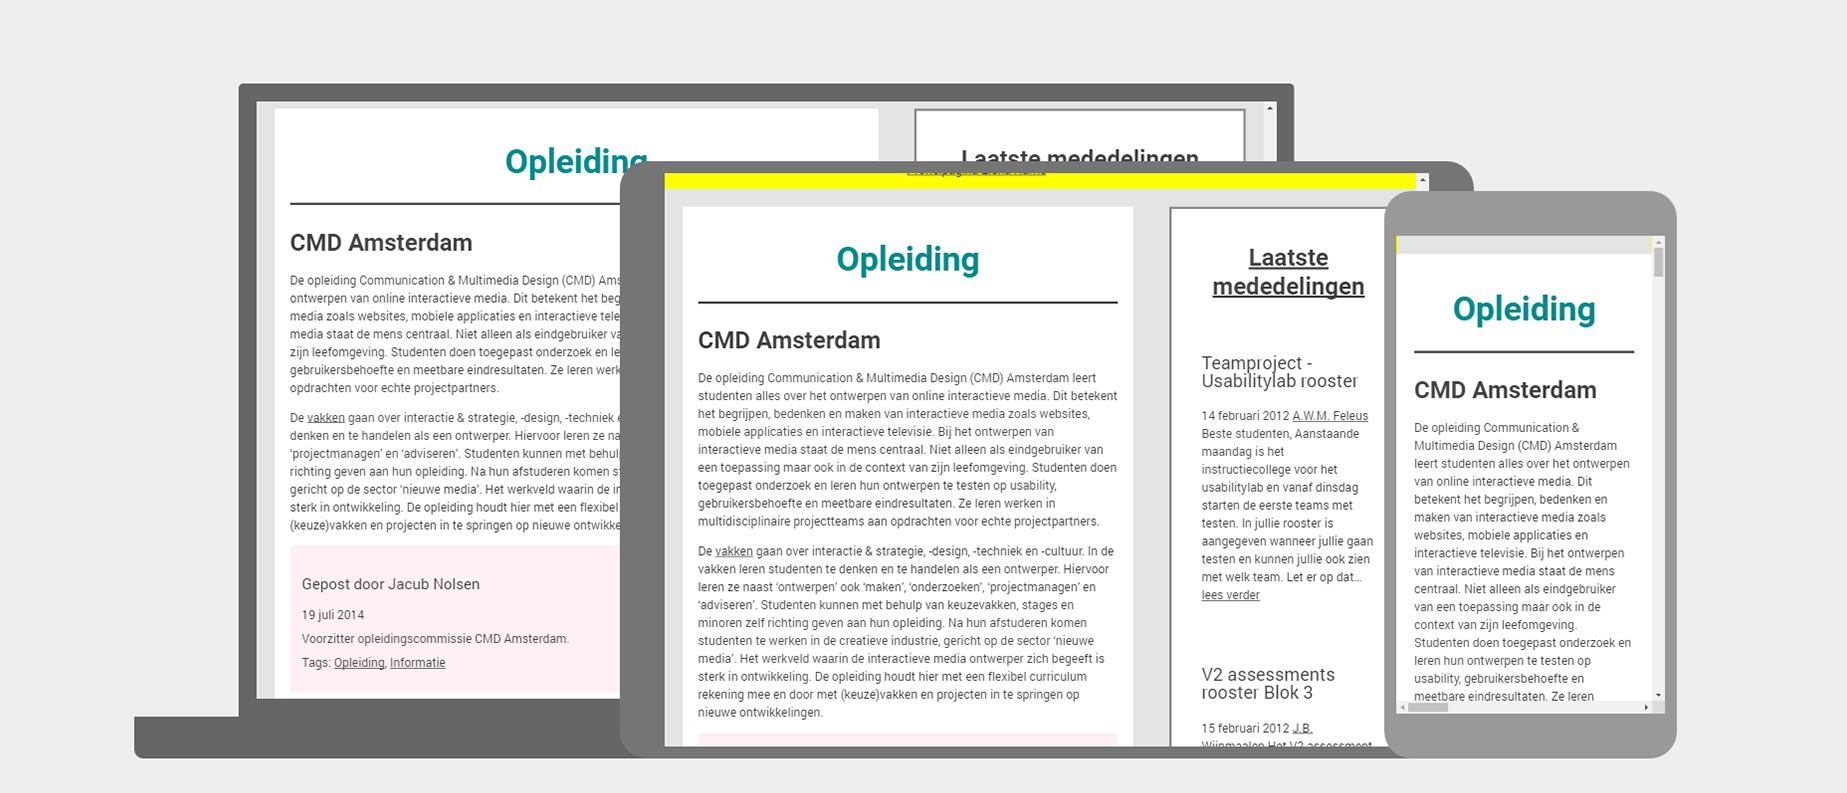 Opleiding
CMD Amsterdam
De opleiding Communication & Multimedia Design (CMD) Ams
ontwerpen van online interactieve media. Dit betekent het beg
media zoals websites, mobiele applicaties en interactieve tele
media staat de mens centraal. Niet alleen als eindgebruiker va
zijn leefomgeving. Studenten doen toegepast onderzoek en le
gebruikersbehoefte en meetbare eindresultaten. Ze leren werk
opdrachten voor echte projectpartners.
De vakken gaan over interactie & strategie, -design, -techniek e
denken en te handelen als een ontwerper. Hiervoor leren ze na
‘projectmanagen’ en ‘adviseren’. Studenten kunnen met behul
richting geven aan hun opleiding. Na hun afstuderen komen st
gericht op de sector ‘nieuwe media’. Het werkveld waarin de in
sterk in ontwikkeling. De opleiding houdt hier met een flexibel
(keuze)vakken en projecten in te springen op nieuwe ontwikke
Gepost door Jacub Nolsen
19 juli 2014
Voorzitter opleidingscommissie CMD Amsterdam.
Tags: Opleiding, Informatie
Laatste mededelingen
Opleiding
CMD Amsterdam
De opleiding Communication & Multimedia Design (CMD) Amsterdam leert
studenten alles over het ontwerpen van online interactieve media. Dit betekent
het begrijpen, bedenken en maken van interactieve media zoals websites,
mobiele applicaties en interactieve televisie. Bij het ontwerpen van
interactieve media staat de mens centraal. Niet alleen als eindgebruiker van
een toepassing maar ook in de context van zijn leefomgeving. Studenten doen
toegepast onderzoek en leren hun ontwerpen te testen op usability,
gebruikersbehoefte en meetbare eindresultaten. Ze leren werken in
multidisciplinaire projectteams aan opdrachten voor echte projectpartners.
De vakken gaan over interactie & strategie, -design, -techniek en -cultuur. In de
vakken leren studenten te denken en te handelen als een ontwerper. Hiervoor
leren ze naast ‘ontwerpen’ ook ‘maken’, ‘onderzoeken’, ‘projectmanagen’ en
‘adviseren’. Studenten kunnen met behulp van keuzevakken, stages en
minoren zelf richting geven aan hun opleiding. Na hun afstuderen komen
studenten te werken in de creatieve industrie, gericht op de sector ‘nieuwe
media’. Het werkveld waarin de interactieve media ontwerper zich begeeft is
sterk in ontwikkeling. De opleiding houdt hier met een flexibel curriculum
rekening mee en door met (keuze)vakken en projecten in te springen op
nieuwe ontwikkelingen.
Laatste
mededelingen
Teamproject -
Usabilitylab rooster
14 februari 2012 A.W.M. Feleus
Beste studenten, Aanstaande
maandag is het
instructiecollege voor het
usabilitylab en vanaf dinsdag
starten de eerste teams met
testen. In jullie rooster is
aangegeven wanneer jullie gaan
testen en kunnen jullie ook zien
met welk team. Let er op dat...
lees verder
V2 assessments
rooster Blok 3
15 februari 2012 J.B.
Wijnmaalen Het V2 assessment
Opleiding
CMD Amsterdam
De opleiding Communication &
Multimedia Design (CMD) Amsterdam
leert studenten alles over het ontwerpen
van online interactieve media. Dit
betekent het begrijpen, bedenken en
maken van interactieve media zoals
websites, mobiele applicaties en
interactieve televisie. Bij het ontwerpen
van interactieve media staat de mens
centraal. Niet alleen als eindgebruiker
van een toepassing maar ook in de
context van zijn leefomgeving.
Studenten doen toegepast onderzoek en
leren hun ontwerpen te testen op
usability, gebruikersbehoefte en
meetbare eindresultaten. Ze leren